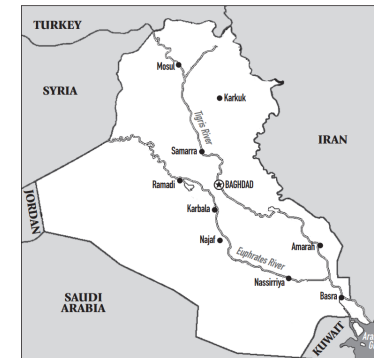 TURKEY
Mosul
SYRIA
Karkuk
Tigris River
IRAN
Samarra
Ramadi
BAGHDAD
JORDAN
Karbala
Najaf
Amarah
Euphrates River
Nassirriya
SAUDI
ARABIA
Basra
KUWAIT